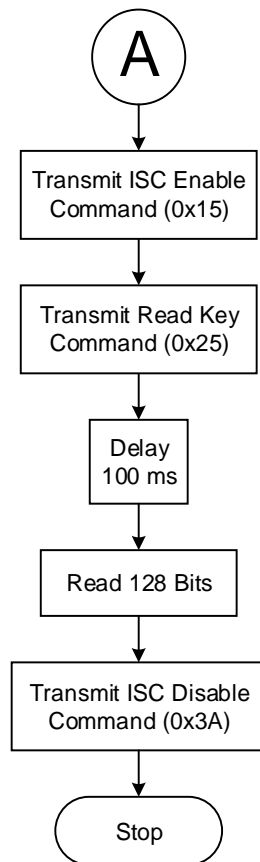 A
Transmit ISC Enable
Command (0x15)
Transmit Read Key
Command (0x25)
Delay
100 ms
Read 128 Bits
Transmit ISC Disable
Command (0x3A)
Stop